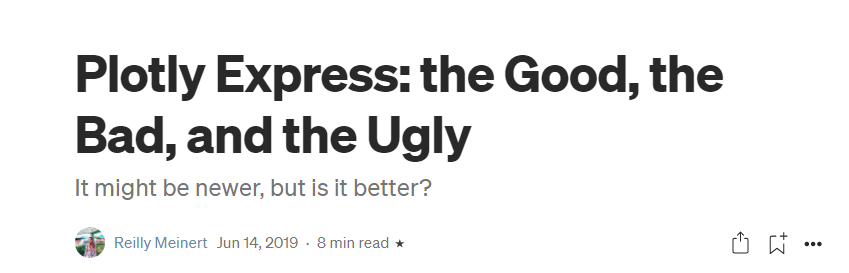 Plotly Express: the Good, the
Bad, and the Ugly
It might be newer, but is it better?
Reilly Meinert Jun 14, 2019 · 8 min read ★